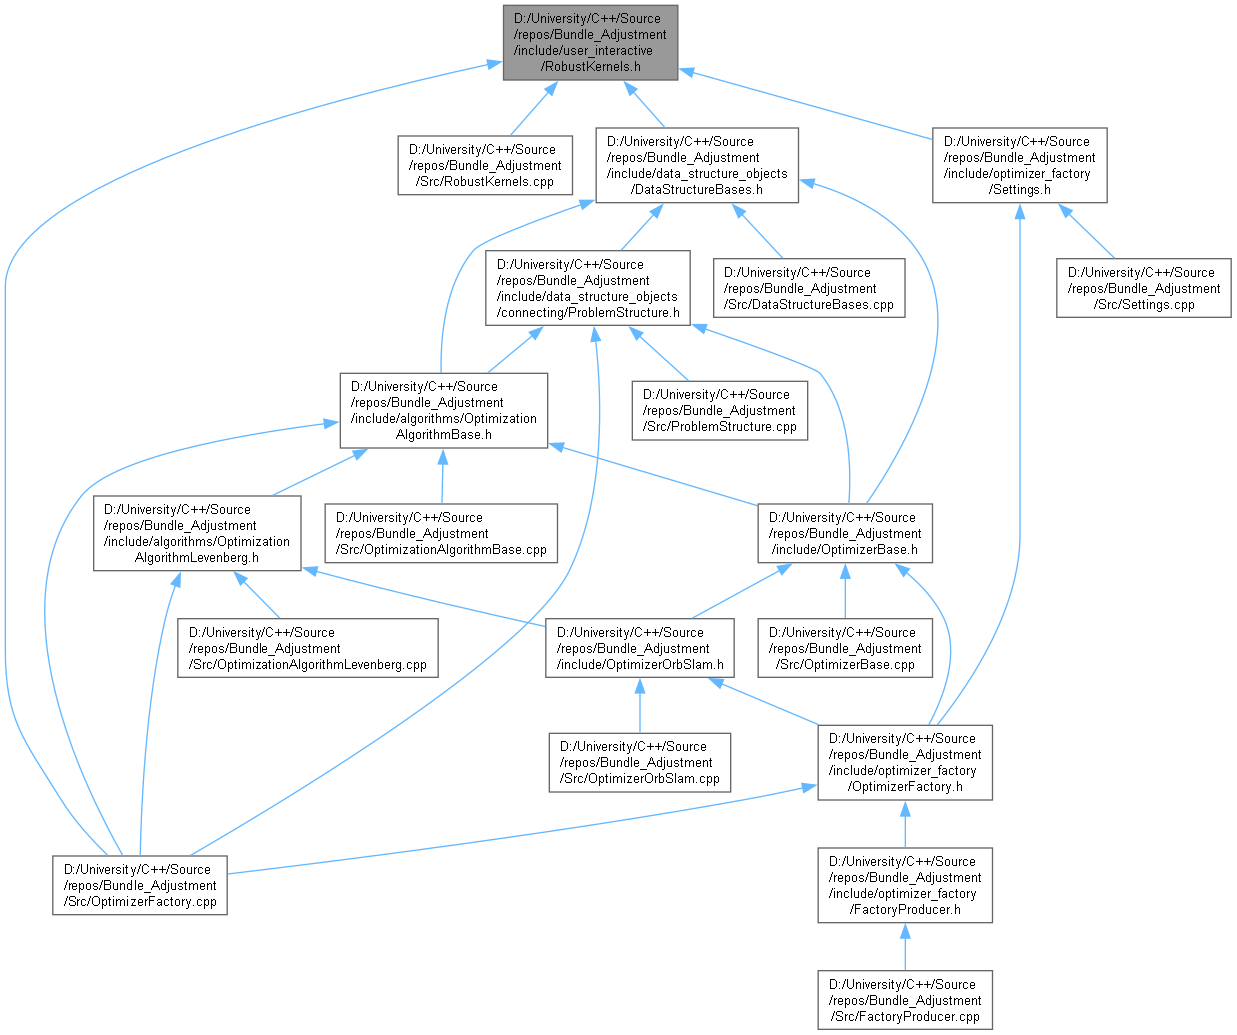 D:/University/C++/Source
/repos/Bundle_Adjustment
/include/user_interactive
/RobustKernels.h
D:/University/C++/Source
/repos/Bundle_Adjustment
/Src/RobustKernels.cpp
D:/University/C++/Source
/repos/Bundle_Adjustment
/include/data_structure_objects
/DataStructureBases.h
D:/University/C++/Source
/repos/Bundle_Adjustment
/include/optimizer_factory
/Settings.h
D:/University/C++/Source
/repos/Bundle_Adjustment
/include/data_structure_objects
/connecting/ProblemStructure.h
D:/University/C++/Source
/repos/Bundle_Adjustment
/Src/DataStructureBases.cpp
D:/University/C++/Source
/repos/Bundle_Adjustment
/Src/Settings.cpp
D:/University/C++/Source
/repos/Bundle_Adjustment
/include/algorithms/Optimization
AlgorithmBase.h
D:/University/C++/Source
/repos/Bundle_Adjustment
/Src/ProblemStructure.cpp
D:/University/C++/Source
/repos/Bundle_Adjustment
/include/algorithms/Optimization
AlgorithmLevenberg.h
D:/University/C++/Source
/repos/Bundle_Adjustment
/Src/OptimizationAlgorithmBase.cpp
D:/University/C++/Source
/repos/Bundle_Adjustment
/include/OptimizerBase.h
D:/University/C++/Source
/repos/Bundle_Adjustment
/Src/OptimizationAlgorithmLevenberg.cpp
D:/University/C++/Source
/repos/Bundle_Adjustment
/include/OptimizerOrbSlam.h
D:/University/C++/Source
/repos/Bundle_Adjustment
/Src/OptimizerBase.cpp
D:/University/C++/Source
/repos/Bundle_Adjustment
/Src/OptimizerOrbSlam.cpp
D:/University/C++/Source
/repos/Bundle_Adjustment
/include/optimizer_factory
/OptimizerFactory.h
D:/University/C++/Source
/repos/Bundle_Adjustment
/Src/OptimizerFactory.cpp
D:/University/C++/Source
/repos/Bundle_Adjustment
/include/optimizer_factory
/FactoryProducer.h
D:/University/C++/Source
/repos/Bundle_Adjustment
/Src/FactoryProducer.cpp